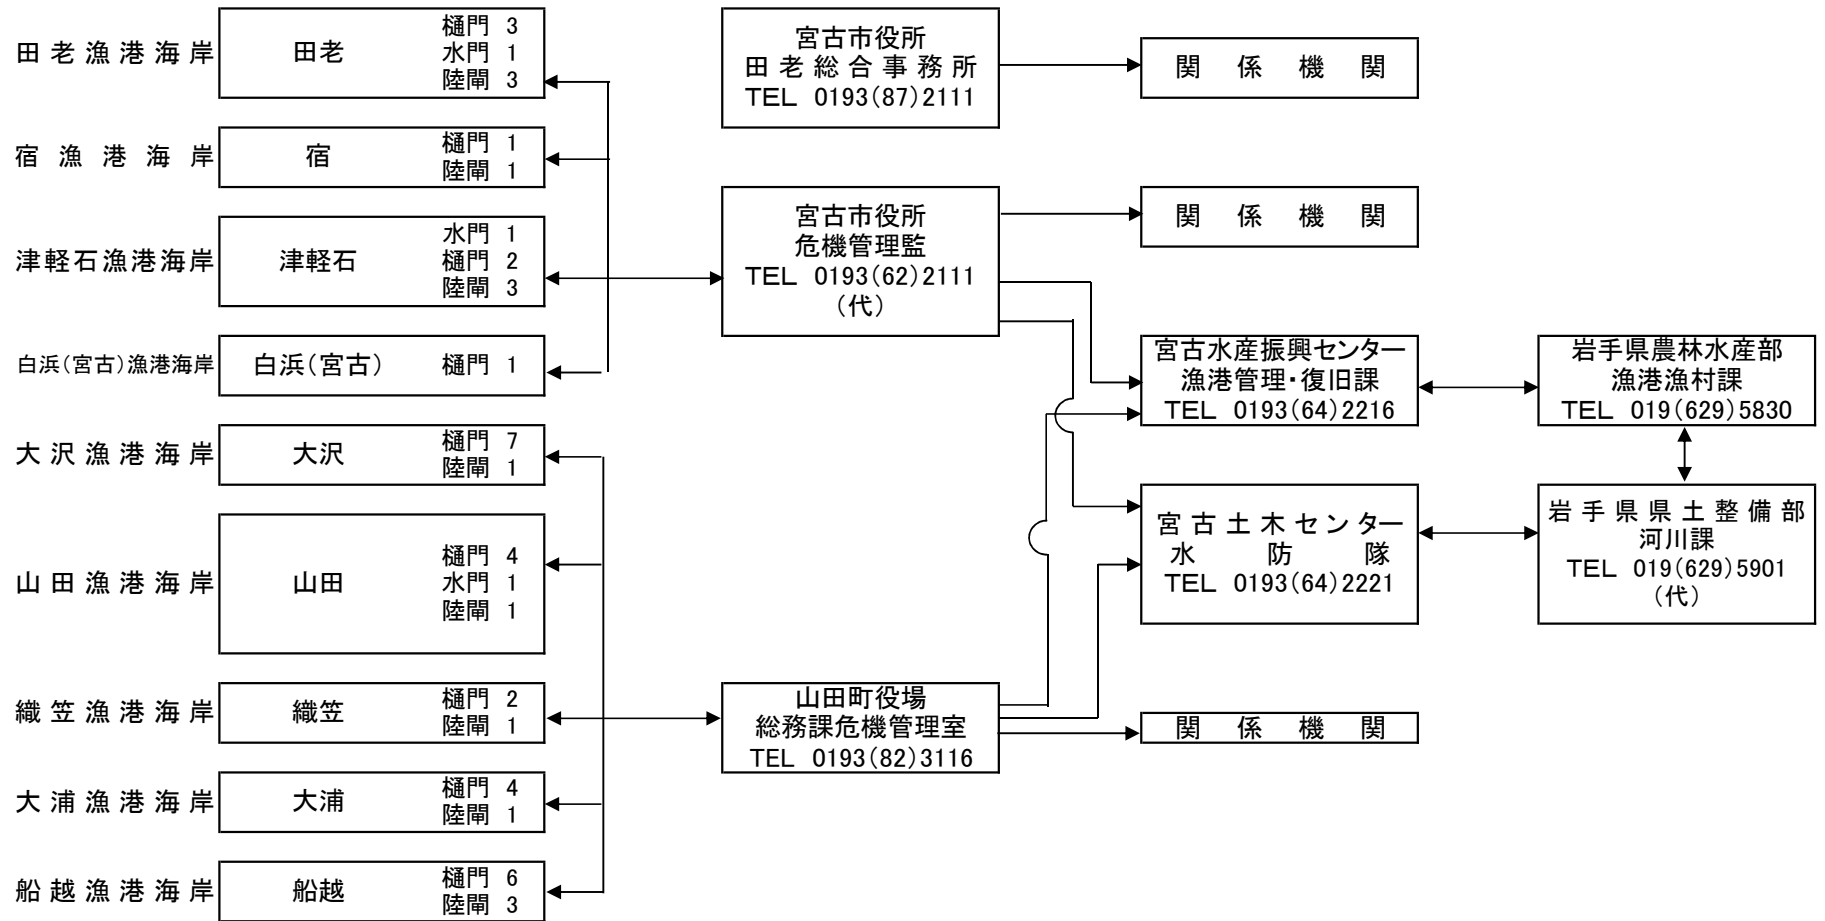 田老漁港海岸
田老
樋門 3
水門 1
陸閘 3
宿漁港海岸
宿
樋門 1
陸閘 1
津軽石漁港海岸
津軽石
水門 1
樋門 2
陸閘 3
白浜(宮古)漁港海岸
白浜(宮古)
樋門 1
大沢漁港海岸
大沢
樋門 7
陸閘 1
山田漁港海岸
山田
樋門 4
水門 1
陸閘 1
織笠漁港海岸
織笠
樋門 2
陸閘 1
大浦漁港海岸
大浦
樋門 4
陸閘 1
船越漁港海岸
船越
樋門 6
陸閘 3
宮古市役所
田老総合事務所
TEL 0193(87)2111
宮古市役所
危機管理監
TEL 0193(62)2111
(代)
山田町役場
総務課危機管理室
TEL 0193(82)3116
関係機関
関係機関
宮古水産振興センター
漁港管理・復旧課
TEL 0193(64)2216
宮古土木センター
水防隊
TEL 0193(64)2221
関係機関
岩手県農林水産部
漁港漁村課
TEL 019(629)5830
岩手県県土整備部
河川課
TEL 019(629)5901
(代)